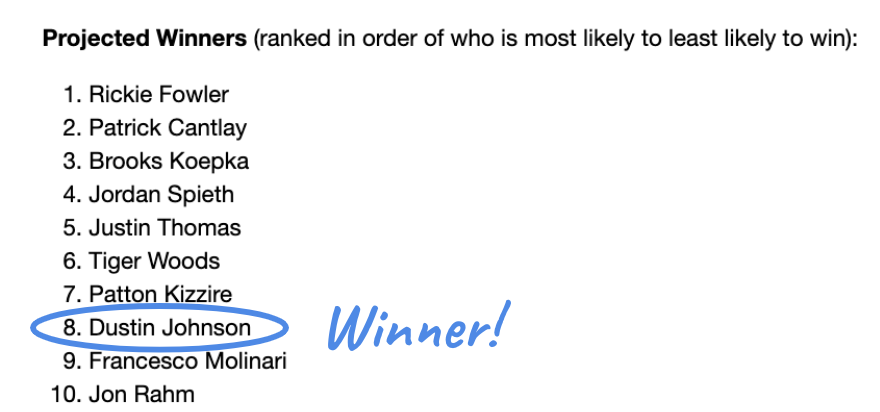 Projected Winners (ranked in order of who is most likely to least likely to win):
1. Rickie Fowler
2. Patrick Cantlay
3. Brooks Koepka
4. Jordan Spieth
5. Justin Thomas
6. Tiger Woods
7. Patton Kizzire
8. Dustin Johnson
Winner!
9. Francesco Molinari
10. Jon Rahm